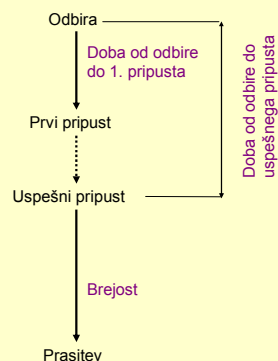 Odbira
Doba od odbire
do 1. pripusta
Prvi pripust
Uspešni pripust
Brejost
Prasitev
Doba od odbire do
uspešnega pripusta